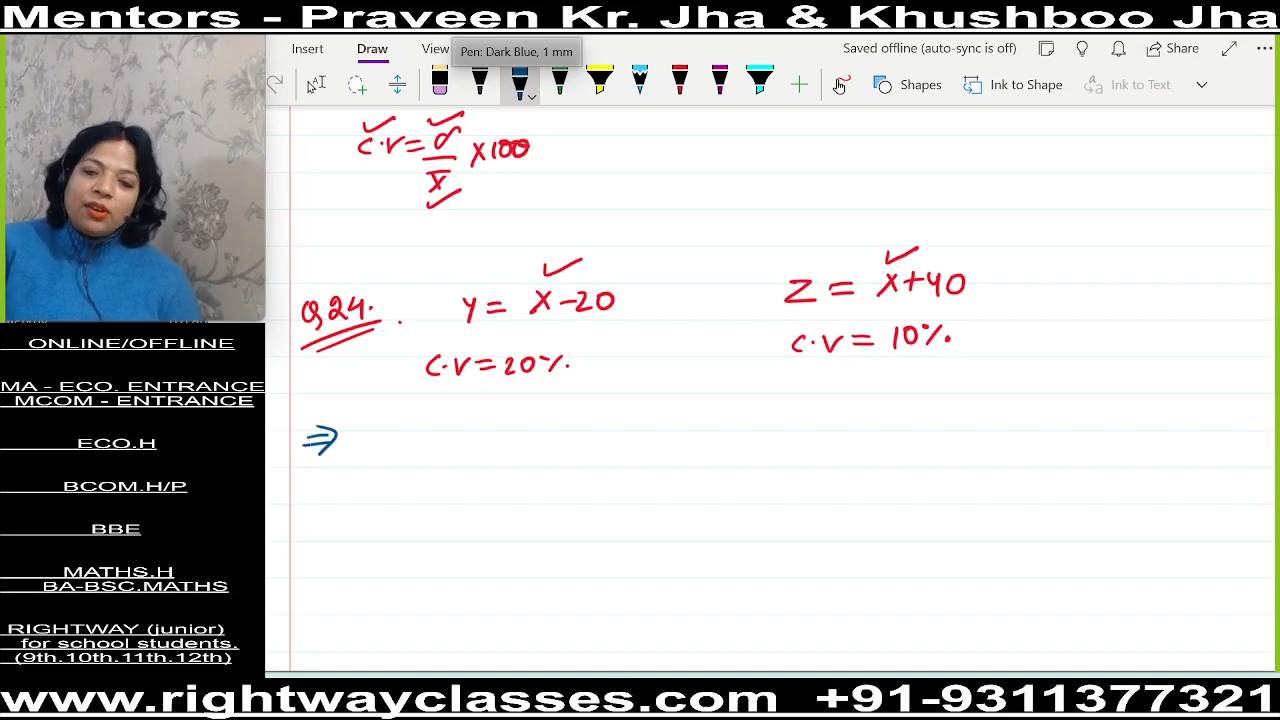 Mentors - Praveen Kr. Jha & Khushboo Jha
Insert Draw View Pen: Dark Blue, 1 mm Saved offline (auto-sync is off) Share
Shapes Ink to Shape Ink to Text
C.V = σ/X̄ ×100
Q24. Y = X-20 Z = X+40
C.V = 20% C.V = 10%
⇒
ONLINE/OFFLINE
MA - ECO. ENTRANCE
MCOM - ENTRANCE
ECO.H
BCOM.H/P
BBE
MATHS.H
BA-BSC.MATHS
RIGHTWAY (junior)
for school students.
(9th.10th.11th.12th)
www.rightwayclasses.com +91-9311377321